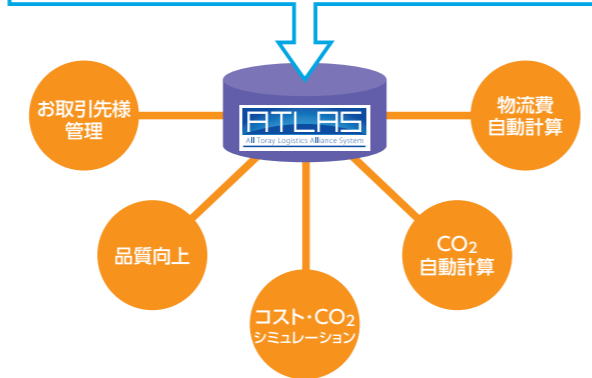 お取引先様
管理
ATLAS
All Toray Logistics Alliance System
物流費
自動計算
品質向上
CO2
自動計算
コスト・CO2
シミュレーション